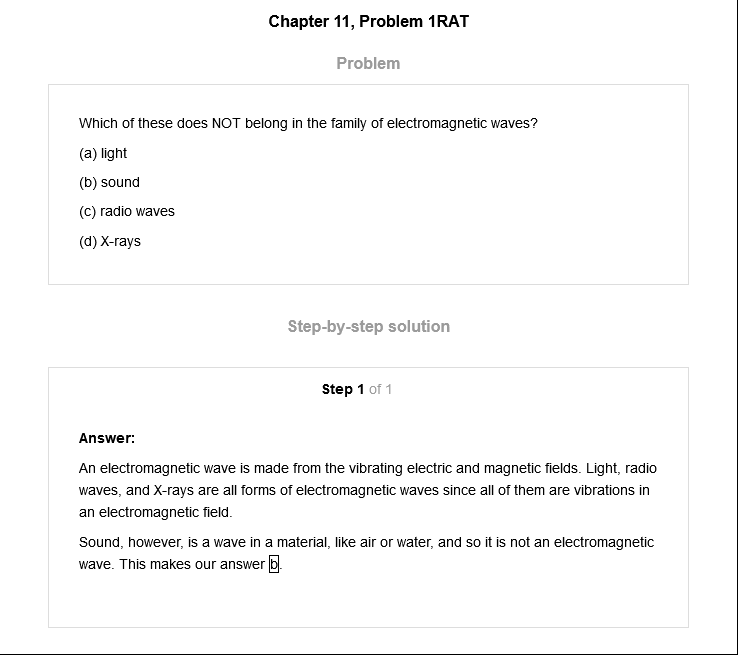 Chapter 11, Problem 1RAT
Problem
Which of these does NOT belong in the family of electromagnetic waves?
(a) light
(b) sound
(c) radio waves
(d) X-rays
Step-by-step solution
Step 1 of 1
Answer:
An electromagnetic wave is made from the vibrating electric and magnetic fields. Light, radio
waves, and X-rays are all forms of electromagnetic waves since all of them are vibrations in
an electromagnetic field.
Sound, however, is a wave in a material, like air or water, and so it is not an electromagnetic
wave. This makes our answer b.